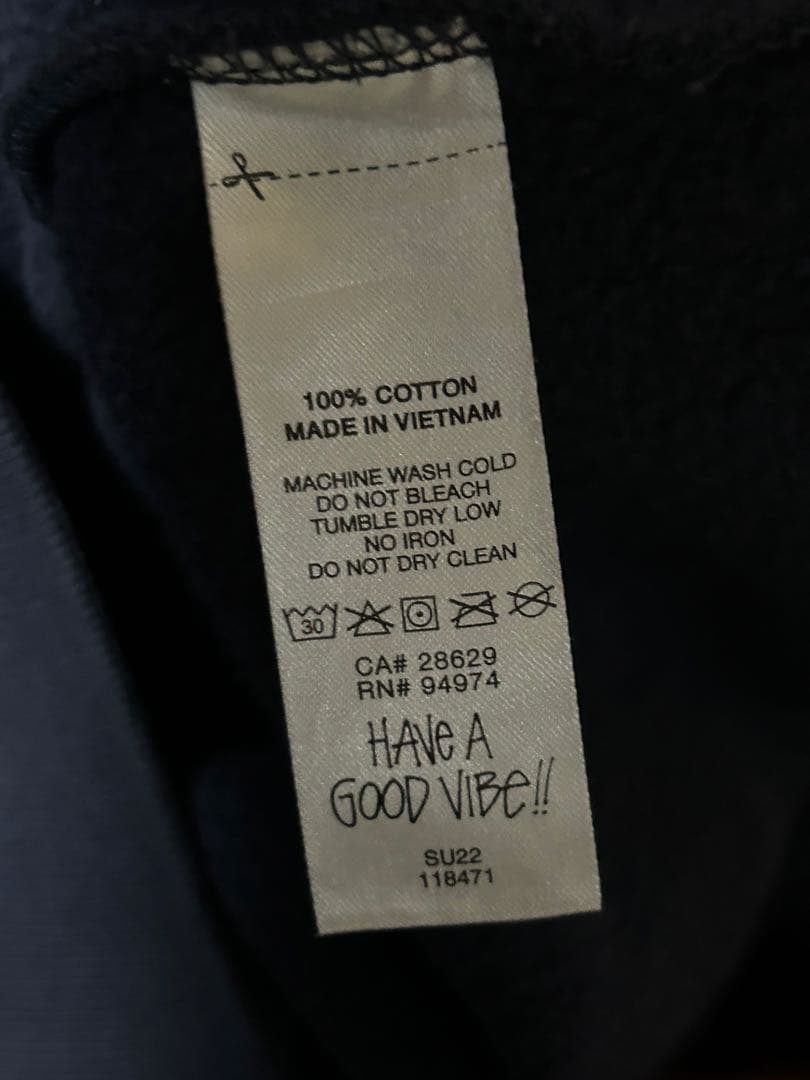 100% COTTON
MADE IN VIETNAM
MACHINE WASH COLD
DO NOT BLEACH
TUMBLE DRY LOW
NO IRON
DO NOT DRY CLEAN
30
CA# 28629
RN# 94974
HAVe A
GOOD VIBe!!
SU22
118471